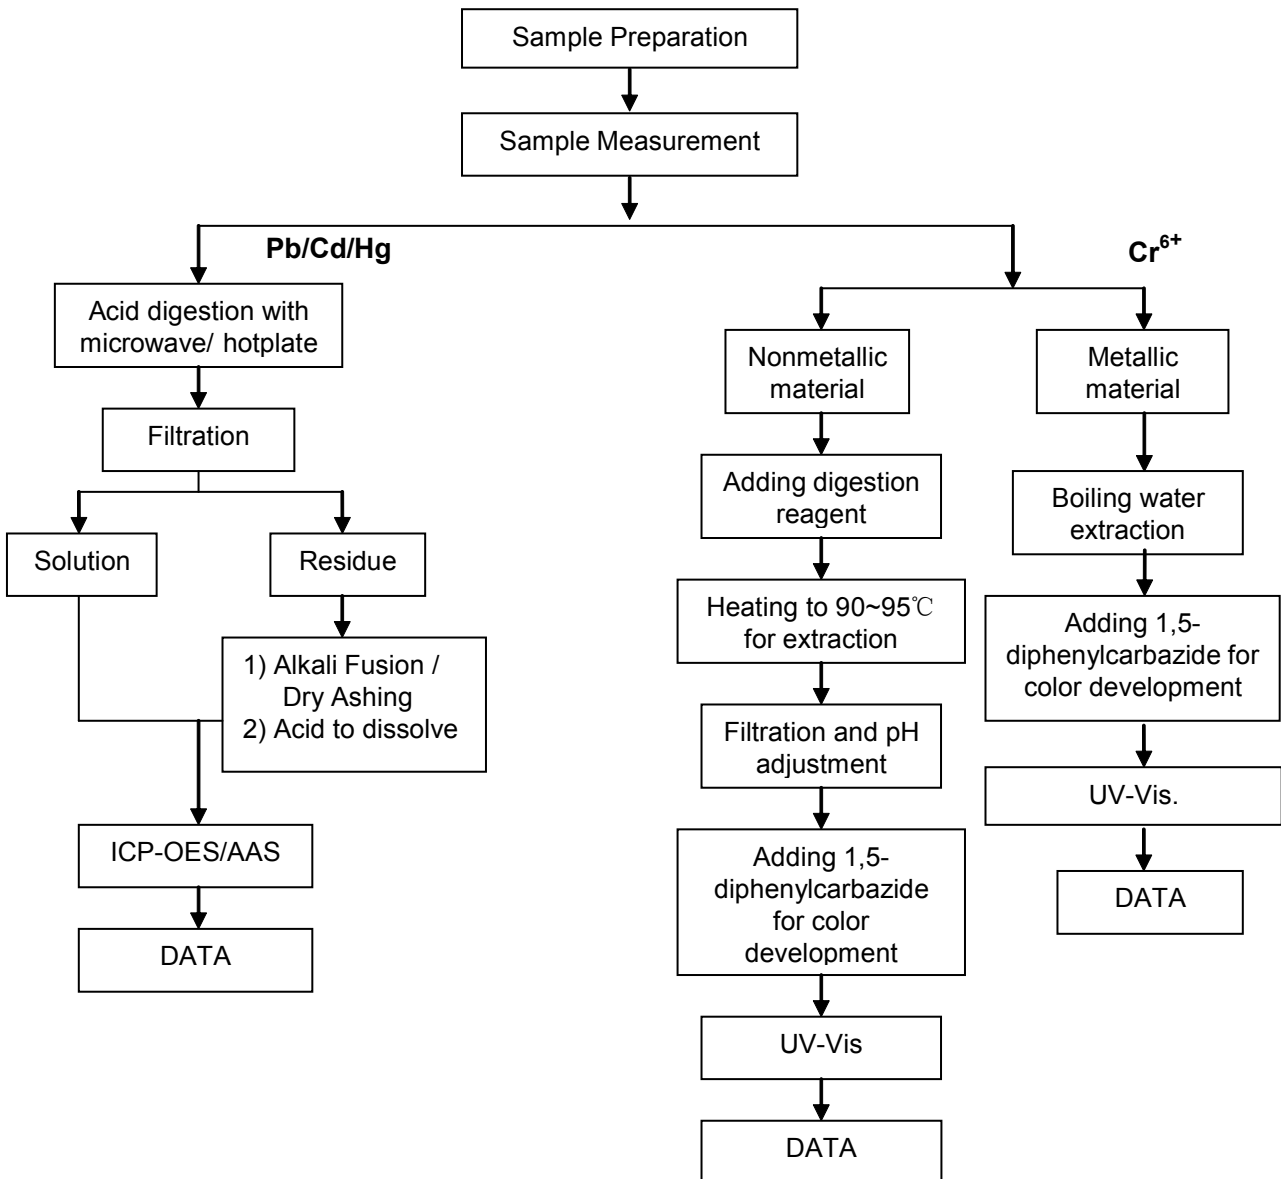 Sample Preparation
Sample Measurement
Pb/Cd/Hg
Cr⁶⁺
Acid digestion with
microwave/ hotplate
Filtration
Solution
Residue
1) Alkali Fusion /
Dry Ashing
2) Acid to dissolve
ICP-OES/AAS
DATA
Nonmetallic
material
Adding digestion
reagent
Heating to 90~95℃
for extraction
Filtration and pH
adjustment
Adding 1,5-
diphenylcarbazide
for color
development
UV-Vis
DATA
Metallic
material
Boiling water
extraction
Adding 1,5-
diphenylcarbazide for
color development
UV-Vis.
DATA